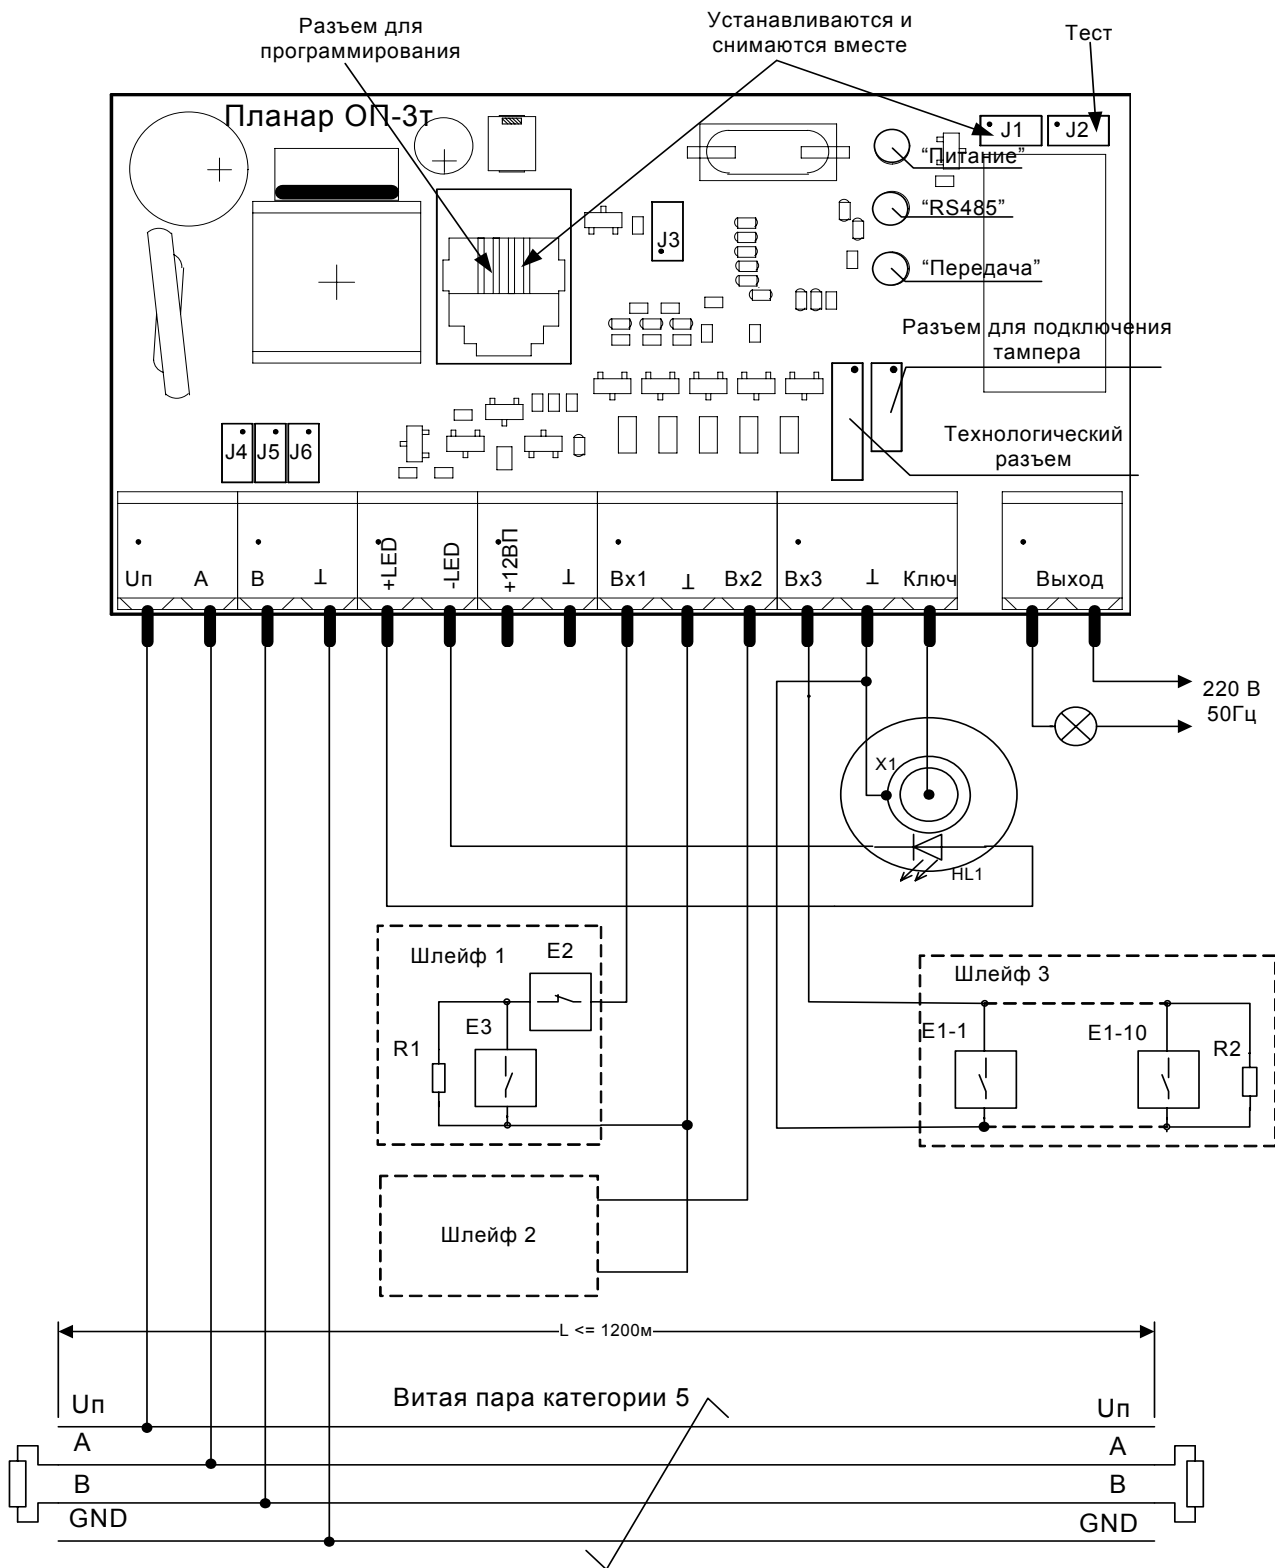 Разъем для
программирования
Устанавливаются и
снимаются вместе
Тест
Планар ОП-3т
J1
J2
"Питание"
"RS485"
"Передача"
J3
Разъем для подключения
тампера
Технологический
разъем
J4
J5
J6
Uп
A
B
⊥
+LED
-LED
+12ВП
⊥
Вх1
⊥
Вх2
Вх3
⊥
Ключ
Выход
220 В
50Гц
X1
HL1
Шлейф 1
E2
E3
R1
Шлейф 3
E1-1
E1-10
R2
Шлейф 2
L <= 1200м
Витая пара категории 5
Uп
Uп
A
A
B
B
GND
GND